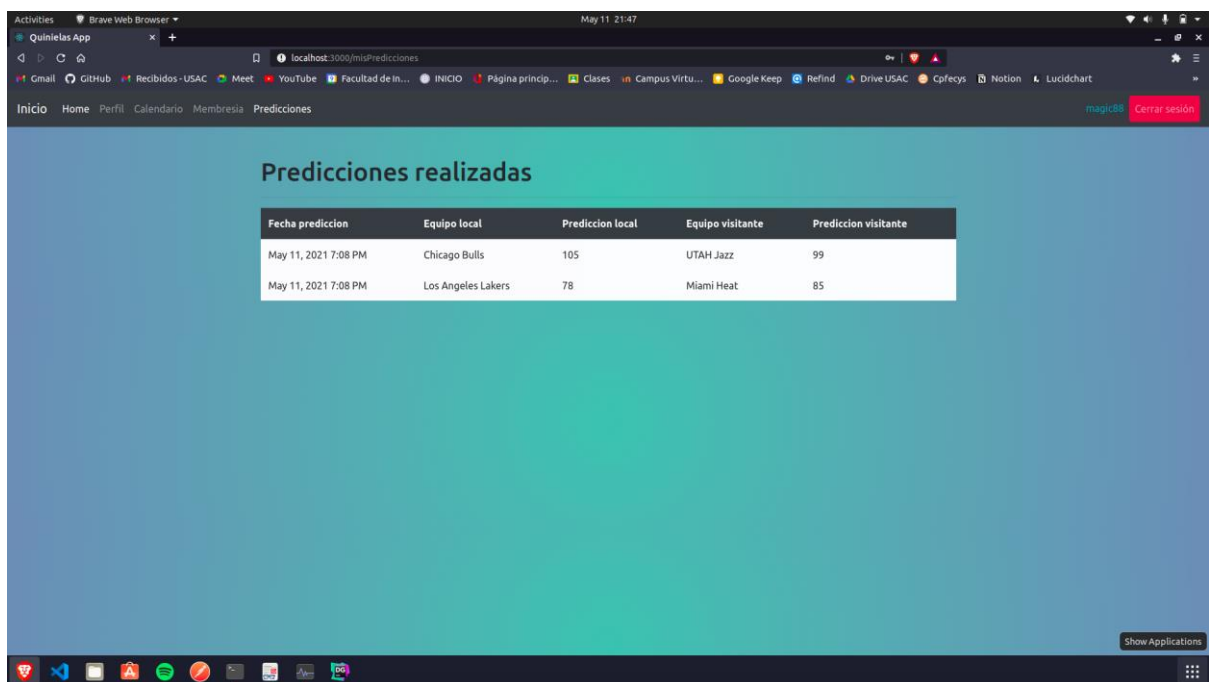 Activities Brave Web Browser May 11 21:47
Quinielas App
localhost:3000/misPredicciones
Gmail GitHub Recibidos - USAC Meet YouTube Facultad de In... INICIO Página princip... Clases Campus Virtu... Google Keep Refind Drive USAC Cpfecys Notion Lucidchart »
Inicio Home Perfil Calendario Membresia Predicciones magic88 Cerrar sesión
Predicciones realizadas
Fecha prediccion Equipo local Prediccion local Equipo visitante Prediccion visitante
May 11, 2021 7:08 PM Chicago Bulls 105 UTAH Jazz 99
May 11, 2021 7:08 PM Los Angeles Lakers 78 Miami Heat 85
Show Applications
DG